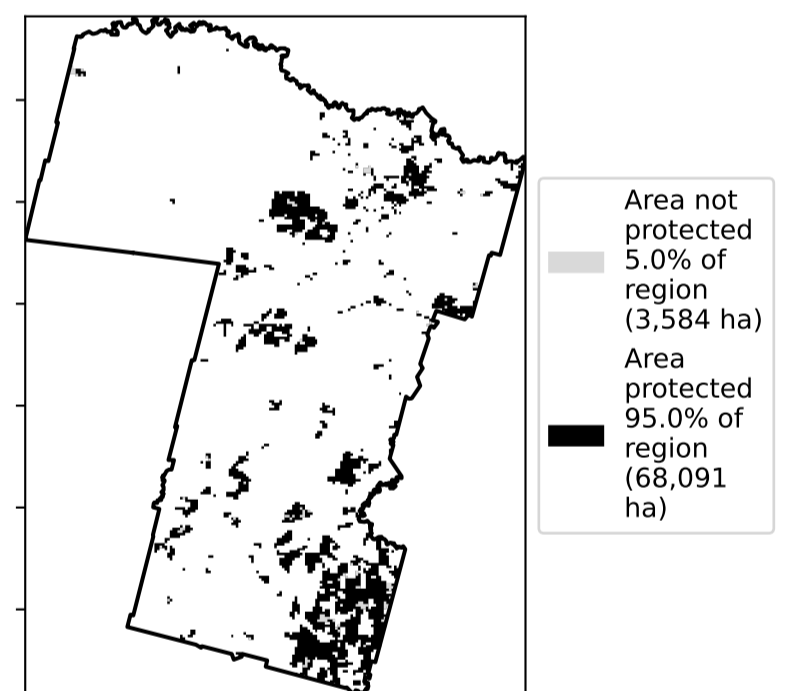 Area not
protected
5.0% of
region
(3,584 ha)
Area
protected
95.0% of
region
(68,091
ha)